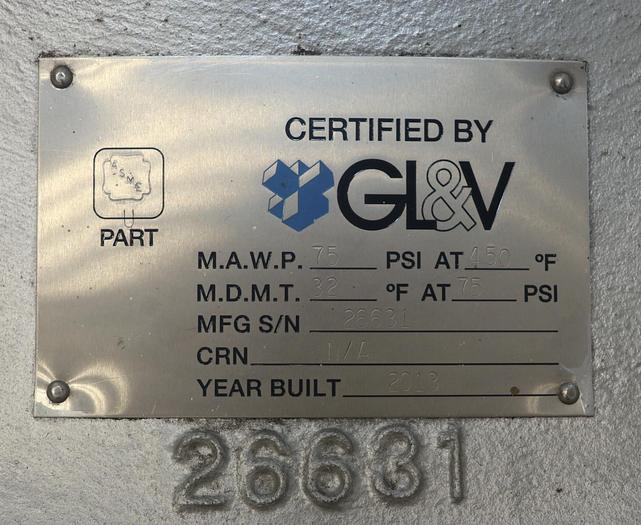 CERTIFIED BY
ASME
GL&V
PART
M.A.W.P. 75 PSI AT 450 ºF
M.D.M.T. 32 ºF AT 75 PSI
MFG S/N 26631
CRN N/A
YEAR BUILT 2013
26631